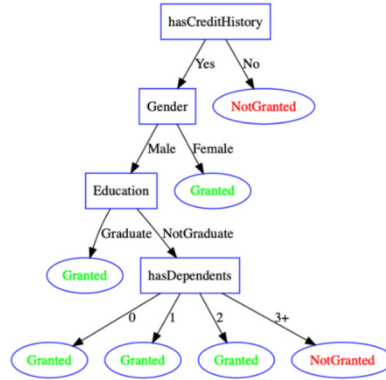 hasCreditHistory
Yes No
Gender NotGranted
Male Female
Education Granted
Graduate NotGraduate
Granted hasDependents
0 1 2 3+
Granted Granted Granted NotGranted